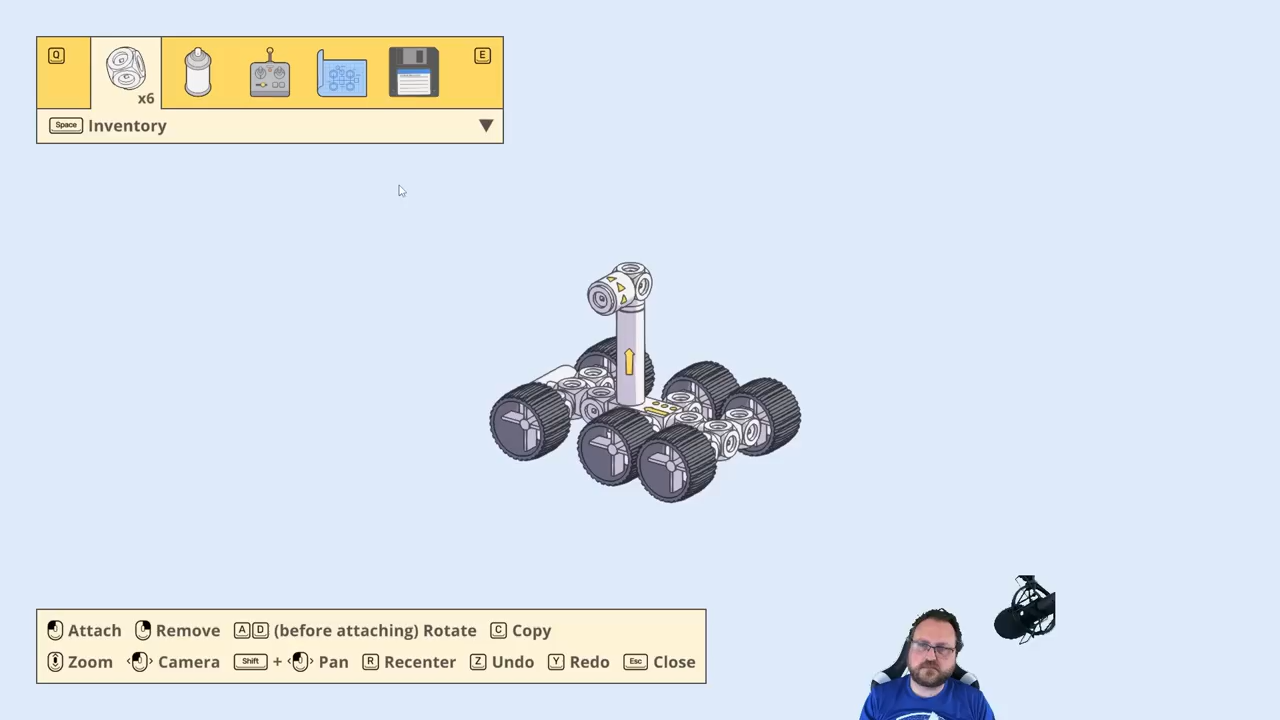 Q
E
x6
Space Inventory
Attach Remove A D (before attaching) Rotate C Copy
Zoom Camera Shift + Pan R Recenter Z Undo Y Redo Esc Close